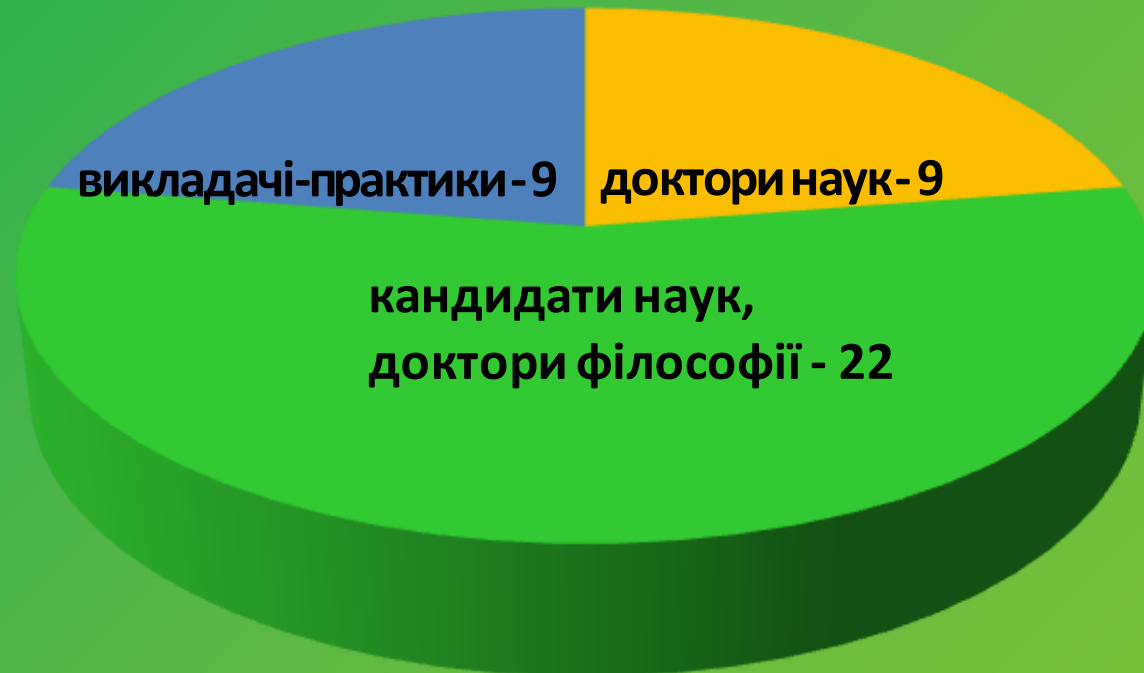 викладачі-практики - 9
доктори наук - 9
кандидати наук,
доктори філософії - 22